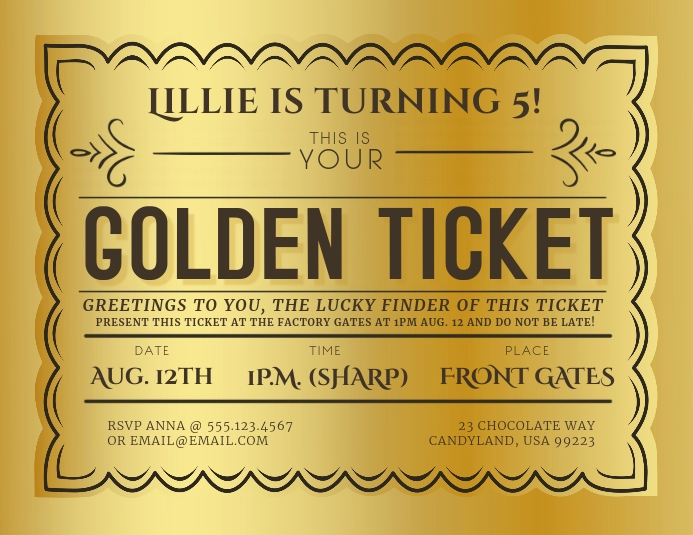 LILLIE IS TURNING 5!
THIS IS
YOUR
GOLDEN TICKET
GREETINGS TO YOU, THE LUCKY FINDER OF THIS TICKET
PRESENT THIS TICKET AT THE FACTORY GATES AT 1PM AUG. 12 AND DO NOT BE LATE!
DATE TIME PLACE
AUG. 12TH 1P.M. (SHARP) FRONT GATES
RSVP ANNA @ 555.123.4567
OR EMAIL@EMAIL.COM
23 CHOCOLATE WAY
CANDYLAND, USA 99223